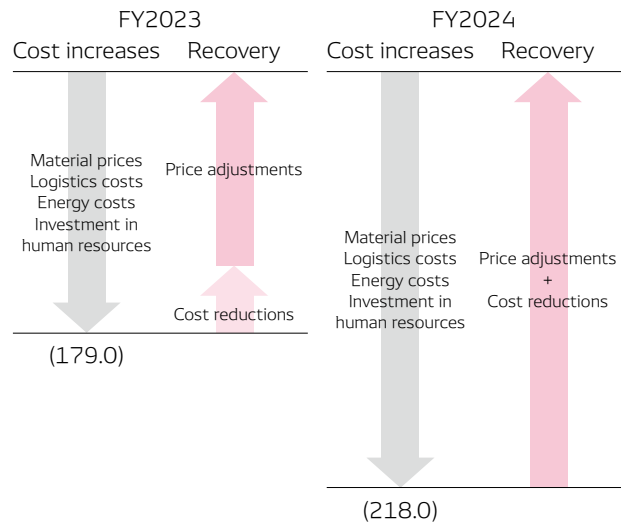 FY2023
Cost increases Recovery
Material prices
Logistics costs
Energy costs
Investment in
human resources
Price adjustments
Cost reductions
(179.0)
FY2024
Cost increases Recovery
Material prices
Logistics costs
Energy costs
Investment in
human resources
Price adjustments
+
Cost reductions
(218.0)